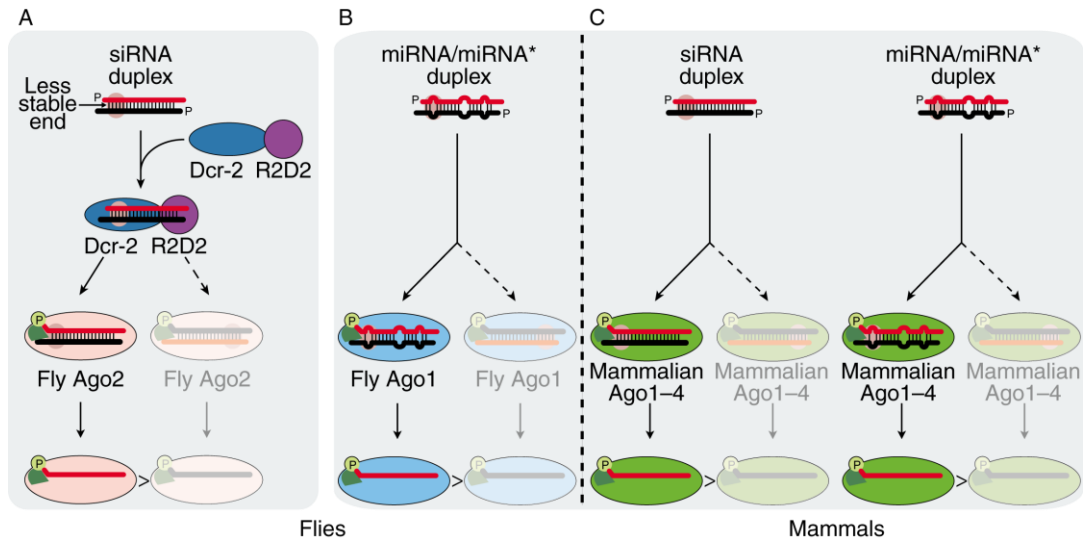 A
siRNA
duplex
Less
stable
end
P
P
Dcr-2
R2D2
Dcr-2
R2D2
P
P
Fly Ago2
Fly Ago2
P
>
P
B
miRNA/miRNA*
duplex
P
P
P
P
Fly Ago1
Fly Ago1
P
>
P
Flies
C
siRNA
duplex
P
P
P
P
Mammalian
Ago1–4
Mammalian
Ago1–4
P
>
P
miRNA/miRNA*
duplex
P
P
P
P
Mammalian
Ago1–4
Mammalian
Ago1–4
P
>
P
Mammals